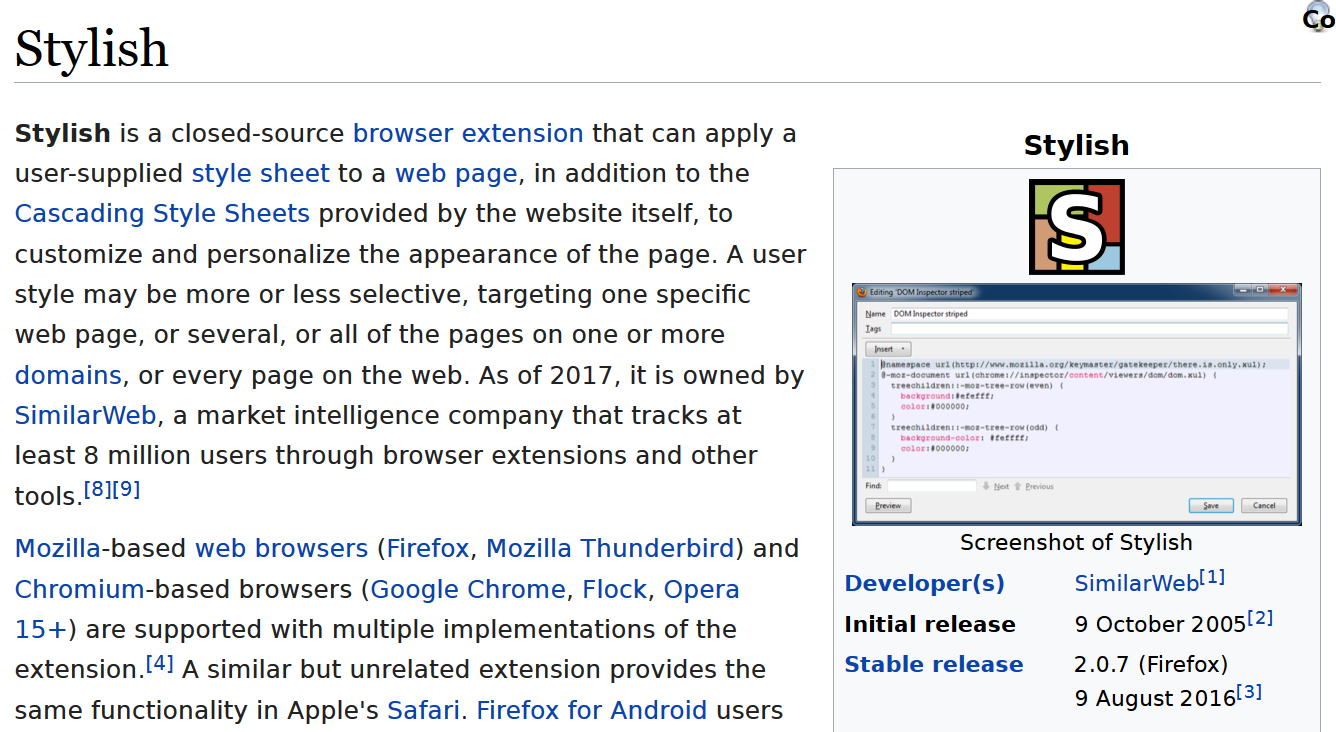 Co
Stylish
Stylish is a closed-source browser extension that can apply a
user-supplied style sheet to a web page, in addition to the
Cascading Style Sheets provided by the website itself, to
customize and personalize the appearance of the page. A user
style may be more or less selective, targeting one specific
web page, or several, or all of the pages on one or more
domains, or every page on the web. As of 2017, it is owned by
SimilarWeb, a market intelligence company that tracks at
least 8 million users through browser extensions and other
tools.[8][9]
Mozilla-based web browsers (Firefox, Mozilla Thunderbird) and
Chromium-based browsers (Google Chrome, Flock, Opera
15+) are supported with multiple implementations of the
extension.[4] A similar but unrelated extension provides the
same functionality in Apple's Safari. Firefox for Android users
Stylish
S
Editing 'DOM Inspector striped'
Name DOM Inspector striped
Tags
Insert
1 @namespace url(http://www.mozilla.org/keymaster/gatekeeper/there.is.only.xul);
2 @-moz-document url(chrome://inspector/content/viewers/dom/dom.xul) {
3 treechildren::-moz-tree-row(even) {
4 background:#efefff;
5 color:#000000;
6 }
7 treechildren::-moz-tree-row(odd) {
8 background-color: #feffff;
9 color:#000000;
10 }
11 }
Find: Next Previous
Preview Save Cancel
Screenshot of Stylish
Developer(s) SimilarWeb[1]
Initial release 9 October 2005[2]
Stable release 2.0.7 (Firefox)
9 August 2016[3]